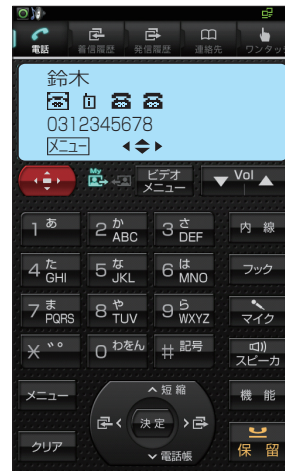 電話 着信履歴 発信履歴 連絡先 ワンタッ
鈴木
0312345678
メニュー
My ビデオ Vol
メニュー
1 あ 2 か ABC 3 さ DEF 内 線
4 た GHI 5 な JKL 6 は MNO フック
7 ま PQRS 8 や TUV 9 ら WXYZ マイク
× ゛゜ 0 わをん # 記号 スピーカ
メニュー 短 縮 機 能
決 定
クリア 電話帳 保 留